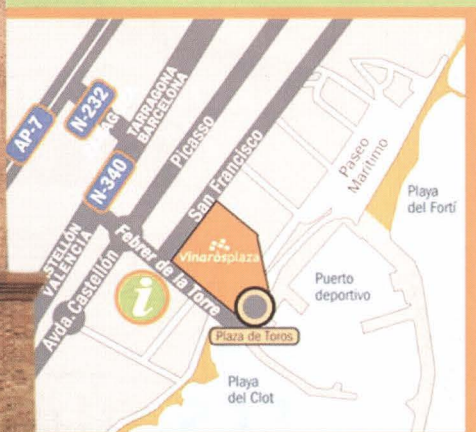 AP-7
N-232
TARRAGONA
BARCELONA
N-340
Picasso
San Francisco
Paseo
Marítimo
Playa
del Fortí
VALENCIA
Avda. Castellón
Febrer de la Torre
Vinaròsplaza
i
Puerto
deportivo
Plaza de Toros
Playa
del Clot